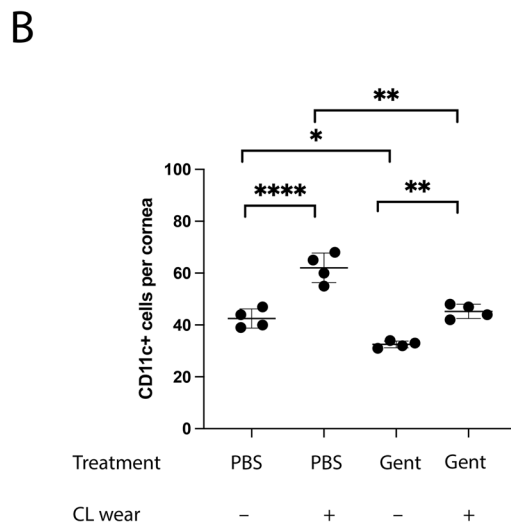 B
**
*
****
**
100
80
60
40
20
0
CD11c+ cells per cornea
Treatment PBS PBS Gent Gent
CL wear – + – +